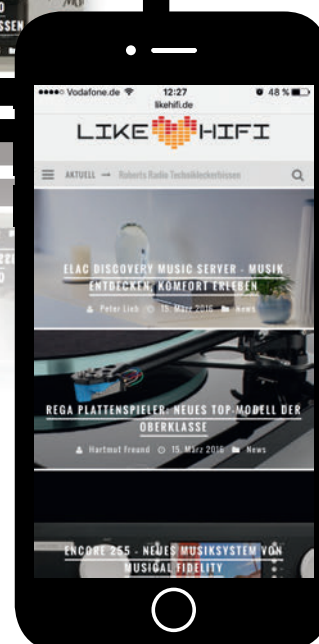 SSEN
Vodafone.de 12:27 48 %
likehifi.de
LIKE HIFI
AKTUELL → Roberts Radio Technikleckerbissen
ELAC DISCOVERY MUSIC SERVER - MUSIK
ENTDECKEN, KOMFORT ERLEBEN
Peter Lieb 15. März 2016 News
REGA PLATTENSPIELER: NEUES TOP-MODELL DER
OBERKLASSE
Hartmut Freund 15. März 2016 News
ENCORE 255 - NEUES MUSIKSYSTEM VON
MUSICAL FIDELITY